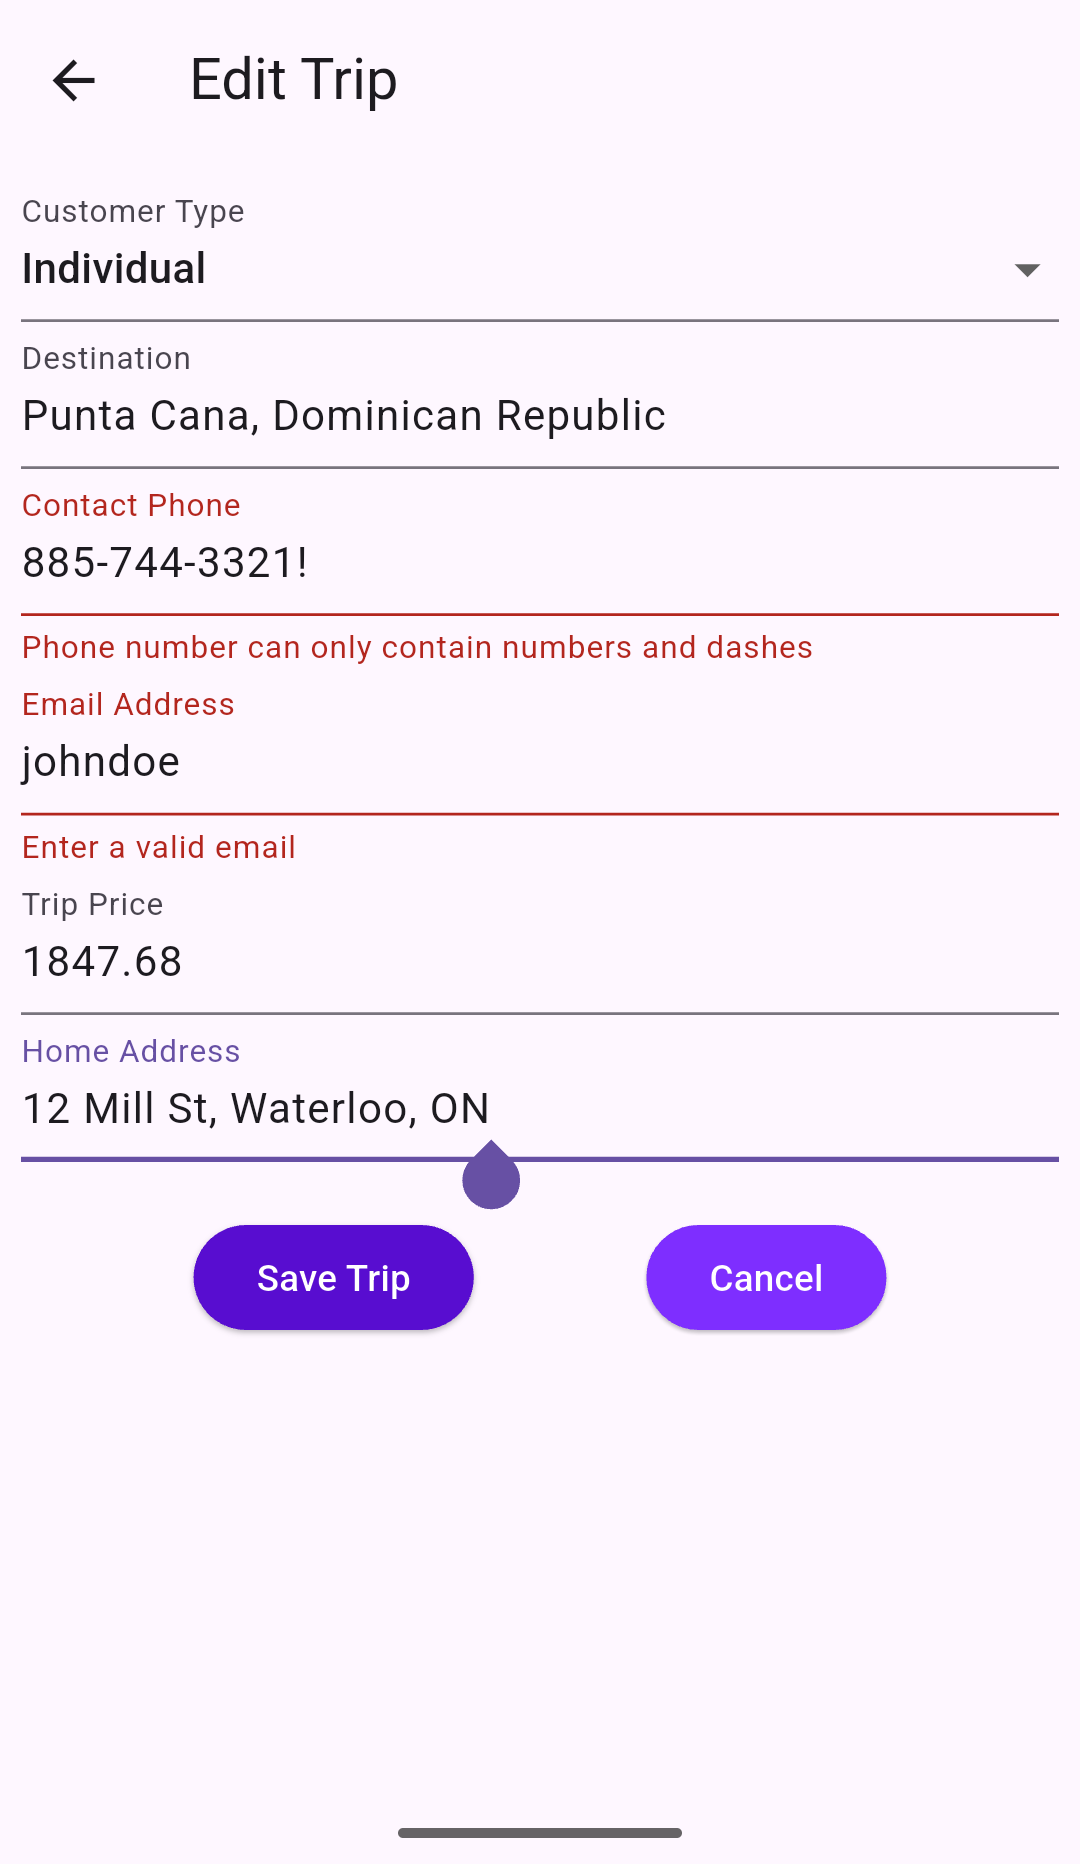 Edit Trip
Customer Type
Individual
Destination
Punta Cana, Dominican Republic
Contact Phone
885-744-3321!
Phone number can only contain numbers and dashes
Email Address
johndoe
Enter a valid email
Trip Price
1847.68
Home Address
12 Mill St, Waterloo, ON
Save Trip
Cancel